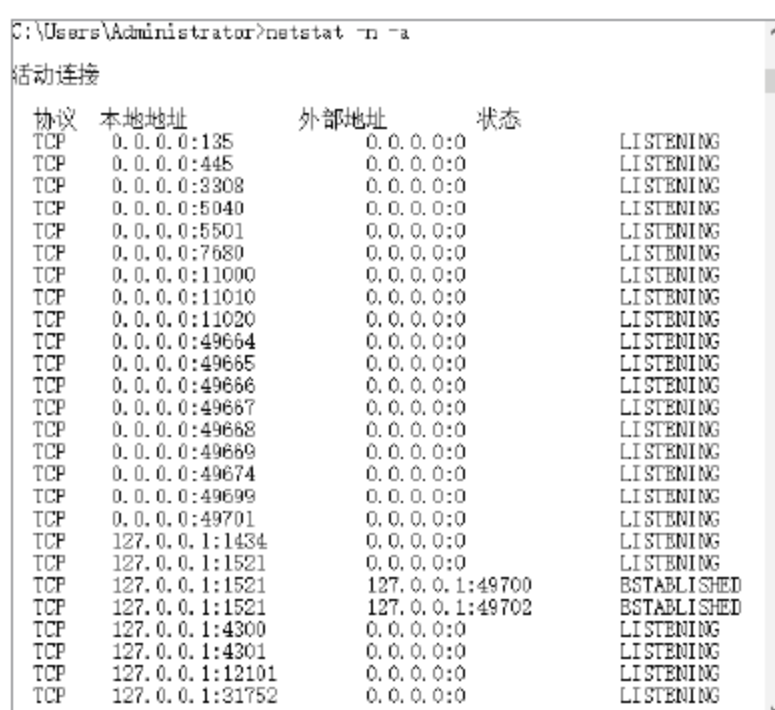 C:\Users\Administrator>netstat -n -a
活动连接
协议 本地地址 外部地址 状态
TCP 0.0.0.0:135 0.0.0.0:0 LISTENING
TCP 0.0.0.0:445 0.0.0.0:0 LISTENING
TCP 0.0.0.0:3308 0.0.0.0:0 LISTENING
TCP 0.0.0.0:5040 0.0.0.0:0 LISTENING
TCP 0.0.0.0:5501 0.0.0.0:0 LISTENING
TCP 0.0.0.0:7680 0.0.0.0:0 LISTENING
TCP 0.0.0.0:11000 0.0.0.0:0 LISTENING
TCP 0.0.0.0:11010 0.0.0.0:0 LISTENING
TCP 0.0.0.0:11020 0.0.0.0:0 LISTENING
TCP 0.0.0.0:49664 0.0.0.0:0 LISTENING
TCP 0.0.0.0:49665 0.0.0.0:0 LISTENING
TCP 0.0.0.0:49666 0.0.0.0:0 LISTENING
TCP 0.0.0.0:49667 0.0.0.0:0 LISTENING
TCP 0.0.0.0:49668 0.0.0.0:0 LISTENING
TCP 0.0.0.0:49669 0.0.0.0:0 LISTENING
TCP 0.0.0.0:49674 0.0.0.0:0 LISTENING
TCP 0.0.0.0:49699 0.0.0.0:0 LISTENING
TCP 0.0.0.0:49701 0.0.0.0:0 LISTENING
TCP 127.0.0.1:1434 0.0.0.0:0 LISTENING
TCP 127.0.0.1:1521 0.0.0.0:0 LISTENING
TCP 127.0.0.1:1521 127.0.0.1:49700 ESTABLISHED
TCP 127.0.0.1:1521 127.0.0.1:49702 ESTABLISHED
TCP 127.0.0.1:4300 0.0.0.0:0 LISTENING
TCP 127.0.0.1:4301 0.0.0.0:0 LISTENING
TCP 127.0.0.1:12101 0.0.0.0:0 LISTENING
TCP 127.0.0.1:31752 0.0.0.0:0 LISTENING